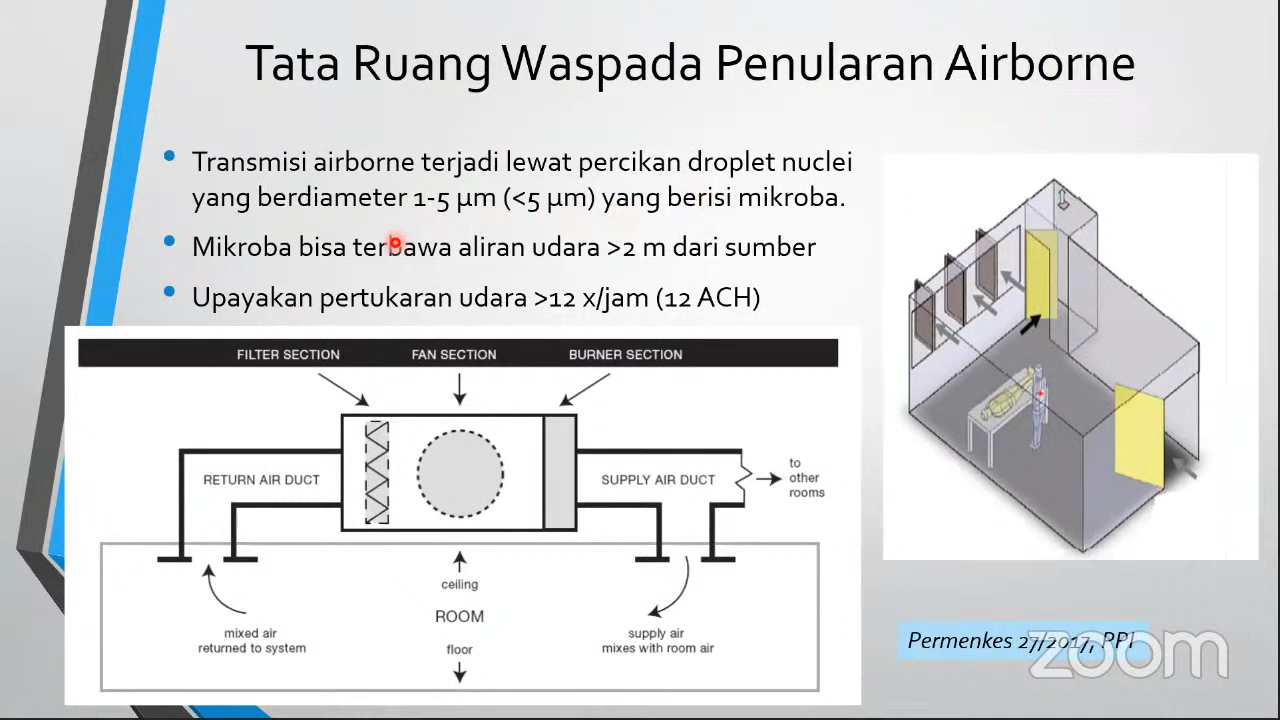 Tata Ruang Waspada Penularan Airborne
• Transmisi airborne terjadi lewat percikan droplet nuclei
yang berdiameter 1-5 µm (<5 µm) yang berisi mikroba.
• Mikroba bisa terbawa aliran udara >2 m dari sumber
• Upayakan pertukaran udara >12 x/jam (12 ACH)
FILTER SECTION FAN SECTION BURNER SECTION
RETURN AIR DUCT
SUPPLY AIR DUCT
to
other
rooms
ceiling
ROOM
floor
mixed air
returned to system
supply air
mixes with room air
Permenkes 27/2017, PPI
zoom